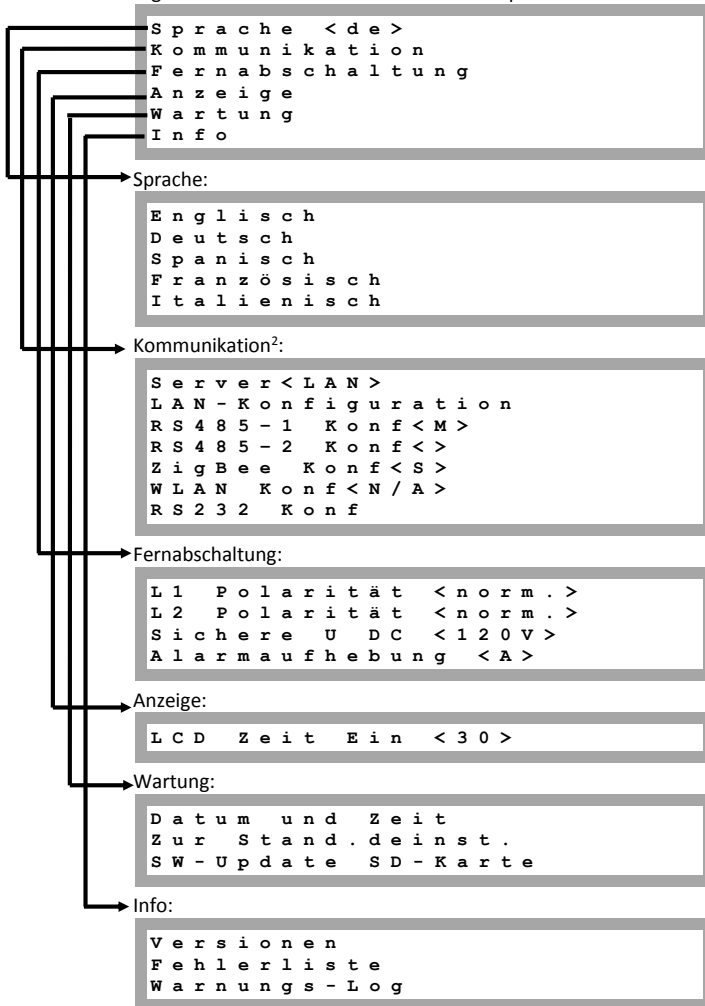 Sprache <de>
Kommunikation
Fernabschaltung
Anzeige
Wartung
Info
Sprache:
Englisch
Deutsch
Spanisch
Französisch
Italienisch
Kommunikation²:
Server<LAN>
LAN-Konfiguration
RS485-1 Konf<M>
RS485-2 Konf<>
ZigBee Konf<S>
WLAN Konf<N/A>
RS232 Konf
Fernabschaltung:
L1 Polarität <norm.>
L2 Polarität <norm.>
Sichere U DC <120V>
Alarmaufhebung <A>
Anzeige:
LCD Zeit Ein <30>
Wartung:
Datum und Zeit
Zur Stand.deinst.
SW-Update SD-Karte
Info:
Versionen
Fehlerliste
Warnungs-Log